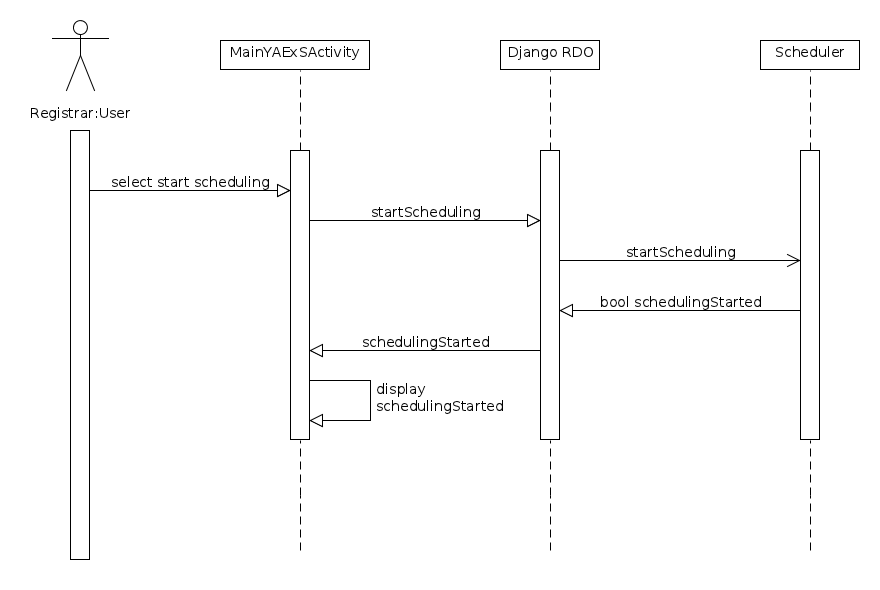 MainYAExSActivity
Django RDO
Scheduler
Registrar:User
select start scheduling
startScheduling
startScheduling
bool schedulingStarted
schedulingStarted
display
schedulingStarted